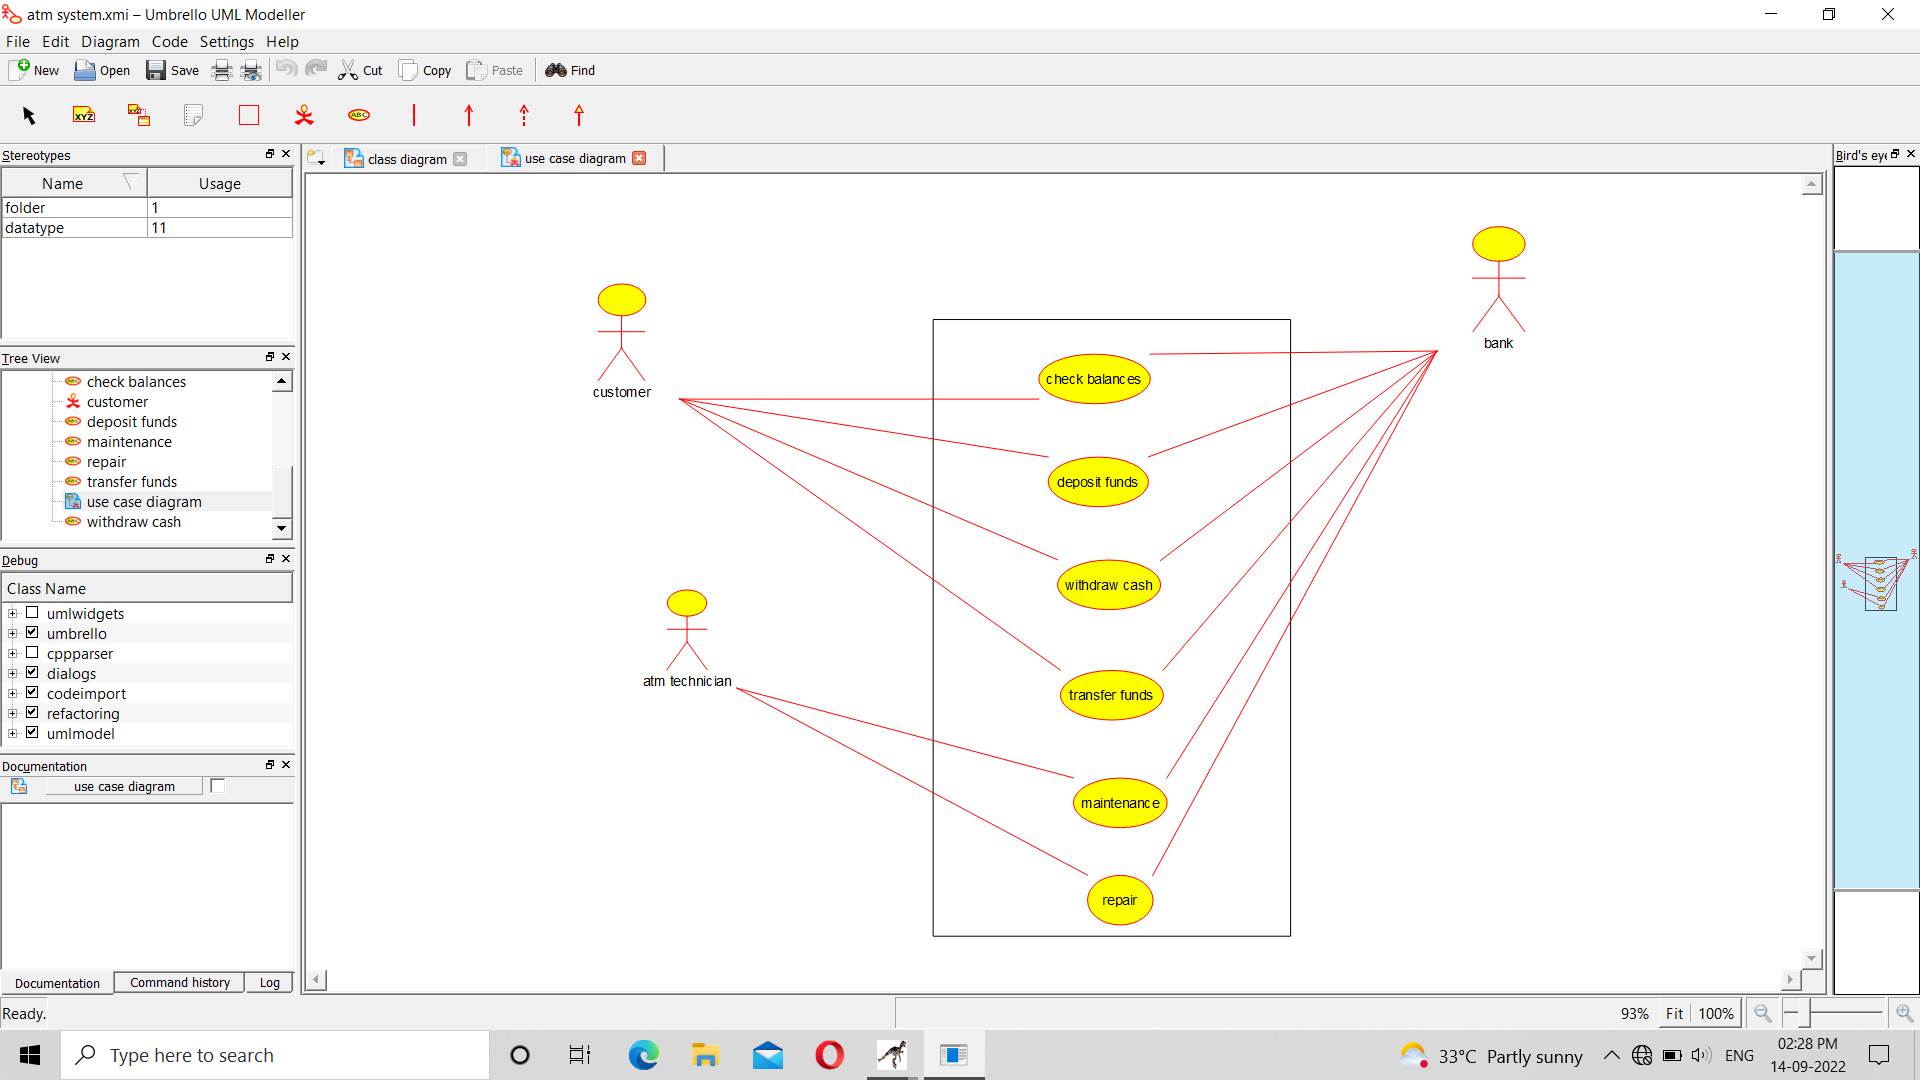 atm system.xmi – Umbrello UML Modeller
File Edit Diagram Code Settings Help
New Open Save Cut Copy Paste Find
XYZ XYZ ABC
Stereotypes
Name Usage
folder 1
datatype 11
Tree View
check balances
customer
deposit funds
maintenance
repair
transfer funds
use case diagram
withdraw cash
Debug
Class Name
umlwidgets
umbrello
cppparser
dialogs
codeimport
refactoring
umlmodel
Documentation
use case diagram
Documentation Command history Log
class diagram use case diagram
customer
bank
atm technician
check balances
deposit funds
withdraw cash
transfer funds
maintenance
repair
Bird's eye
Ready.
93% Fit 100%
Type here to search
33°C Partly sunny
ENG
02:28 PM
14-09-2022